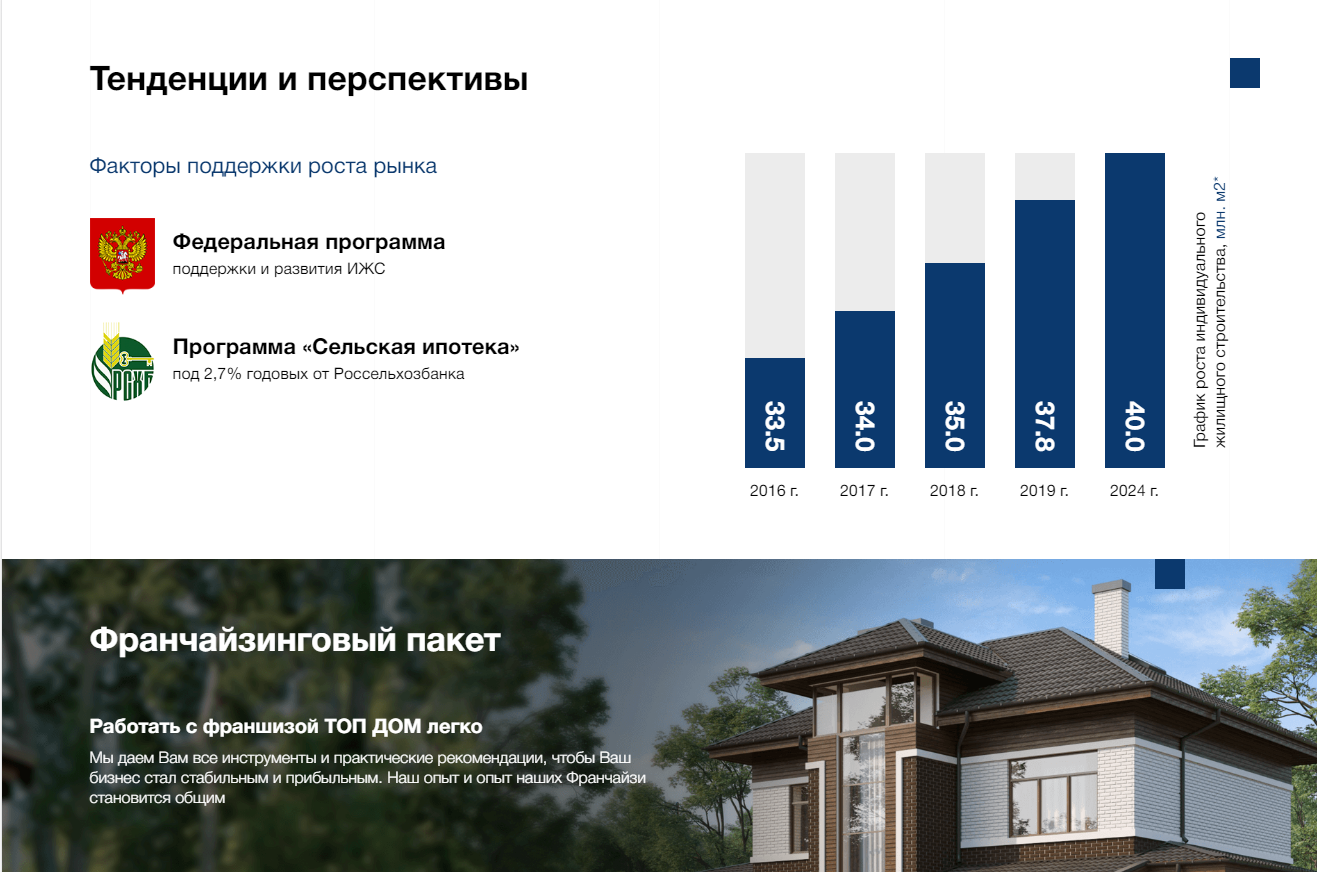 Тенденции и перспективы
Факторы поддержки роста рынка
Федеральная программа
поддержки и развития ИЖС
РСХБ
Программа «Сельская ипотека»
под 2,7% годовых от Россельхозбанка
33.5
34.0
35.0
37.8
40.0
2016 г.
2017 г.
2018 г.
2019 г.
2024 г.
График роста индивидуального
жилищного строительства, млн. м2*
Франчайзинговый пакет
Работать с франшизой ТОП ДОМ легко
Мы даем Вам все инструменты и практические рекомендации, чтобы Ваш
бизнес стал стабильным и прибыльным. Наш опыт и опыт наших Франчайзи
становится общим